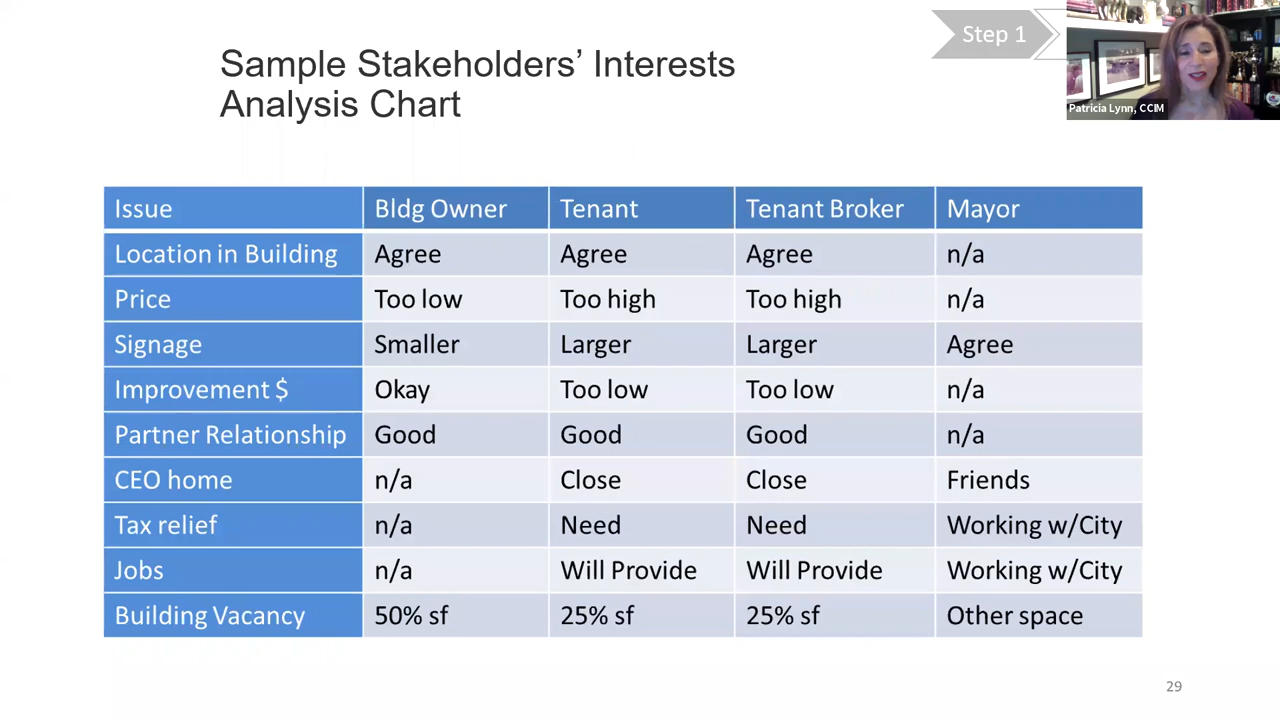 Step 1
Patricia Lynn, CCIM
Sample Stakeholders’ Interests
Analysis Chart
Issue Bldg Owner Tenant Tenant Broker Mayor
Location in Building Agree Agree Agree n/a
Price Too low Too high Too high n/a
Signage Smaller Larger Larger Agree
Improvement $ Okay Too low Too low n/a
Partner Relationship Good Good Good n/a
CEO home n/a Close Close Friends
Tax relief n/a Need Need Working w/City
Jobs n/a Will Provide Will Provide Working w/City
Building Vacancy 50% sf 25% sf 25% sf Other space
29